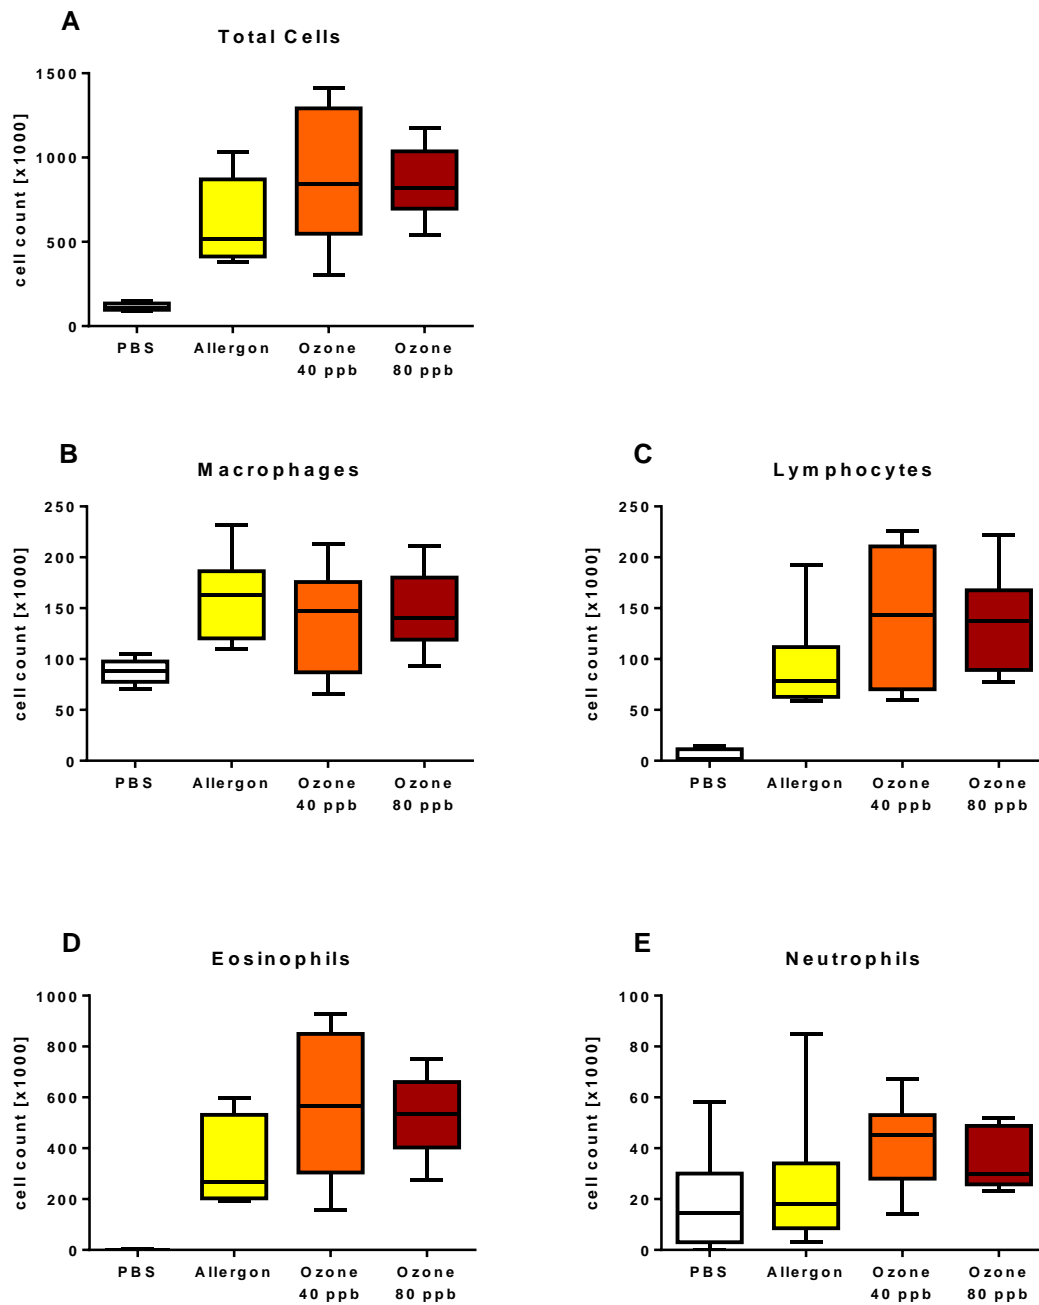 A
Total Cells
cell count [x1000]
1500
1000
500
0
PBS Allergon Ozone 40 ppb Ozone 80 ppb
B
Macrophages
cell count [x1000]
250
200
150
100
50
0
PBS Allergon Ozone 40 ppb Ozone 80 ppb
C
Lymphocytes
cell count [x1000]
250
200
150
100
50
0
PBS Allergon Ozone 40 ppb Ozone 80 ppb
D
Eosinophils
cell count [x1000]
1000
800
600
400
200
0
PBS Allergon Ozone 40 ppb Ozone 80 ppb
E
Neutrophils
cell count [x1000]
100
80
60
40
20
0
PBS Allergon Ozone 40 ppb Ozone 80 ppb